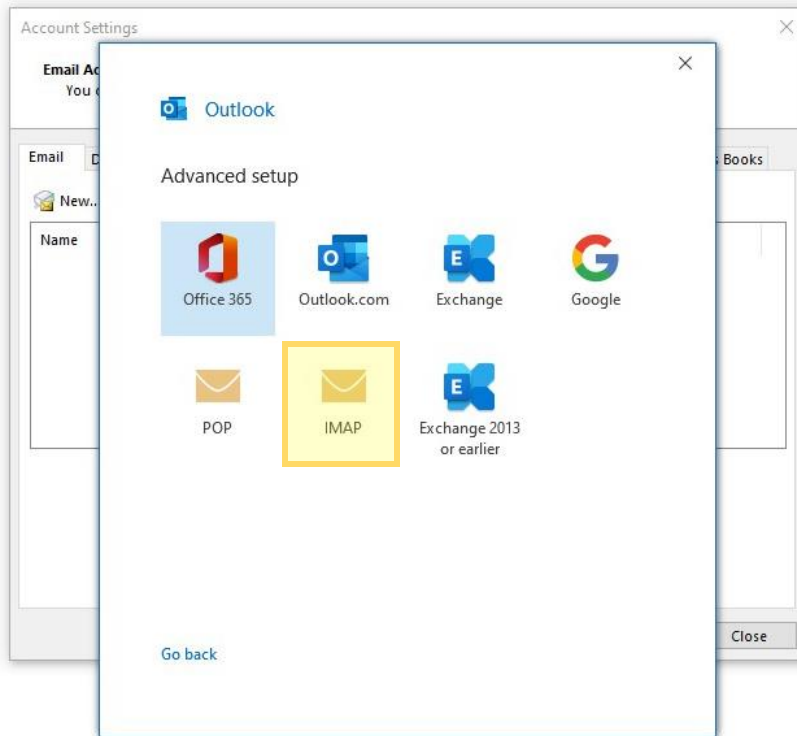 Account Settings
Email Ac
You
Outlook
Email
Books
Advanced setup
New..
Name
Office 365
Outlook.com
Exchange
Google
POP
IMAP
Exchange 2013
or earlier
Close
Go back